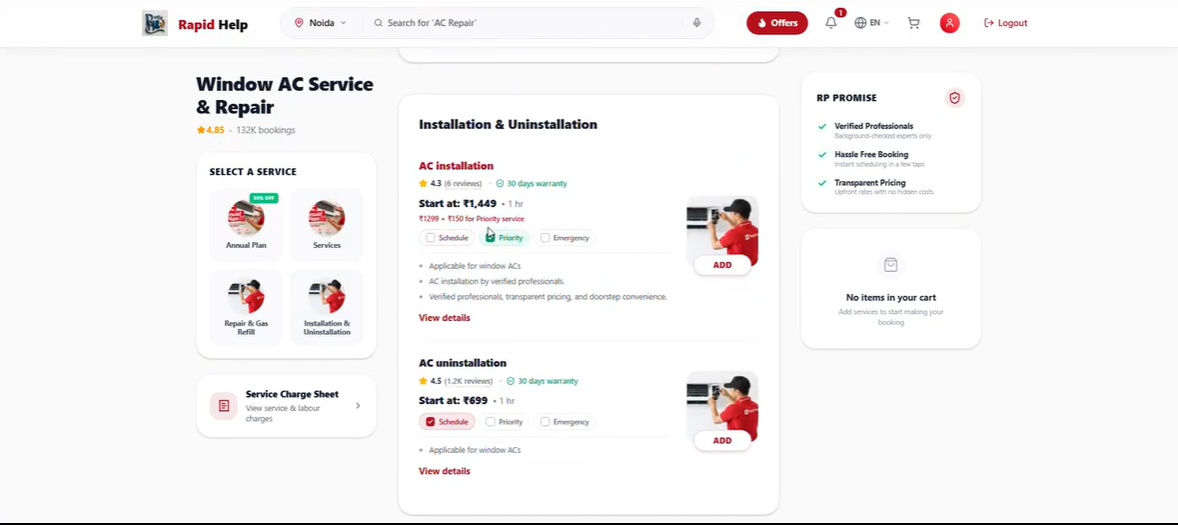 Rapid Help
Noida
Search for 'AC Repair'
Offers
1
EN
Logout
Window AC Service
& Repair
4.85 • 132K bookings
SELECT A SERVICE
Annual Plan
Services
Repair & Gas
Refill
Installation &
Uninstallation
Service Charge Sheet
View service & labour
charges
Installation & Uninstallation
AC installation
4.3 (6 reviews) · 30 days warranty
Start at: ₹1,449 • 1 hr
₹1299 + ₹150 for Priority service
Schedule
Priority
Emergency
• Applicable for window ACs
• AC installation by verified professionals.
• Verified professionals, transparent pricing, and doorstep convenience.
View details
ADD
AC uninstallation
4.5 (1.2K reviews) · 30 days warranty
Start at: ₹699 • 1 hr
Schedule
Priority
Emergency
• Applicable for window ACs
View details
ADD
RP PROMISE
Verified Professionals
Background-checked experts only
Hassle Free Booking
Instant scheduling in a few taps
Transparent Pricing
Upfront rates with no hidden costs
No items in your cart
Add services to start making your
booking